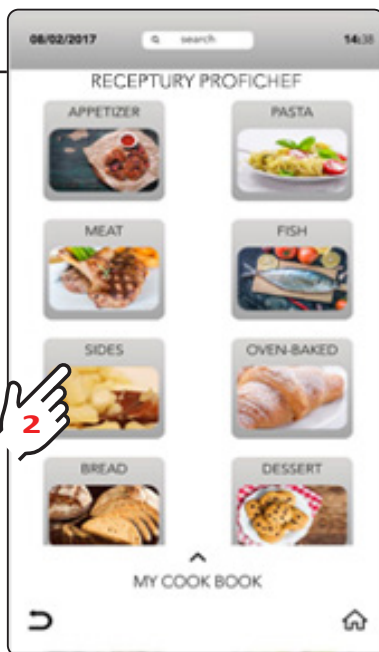 08/02/2017 search 14:38
RECEPTURY PROFICHEF
APPETIZER PASTA
MEAT FISH
SIDES OVEN-BAKED
2
BREAD DESSERT
MY COOK BOOK